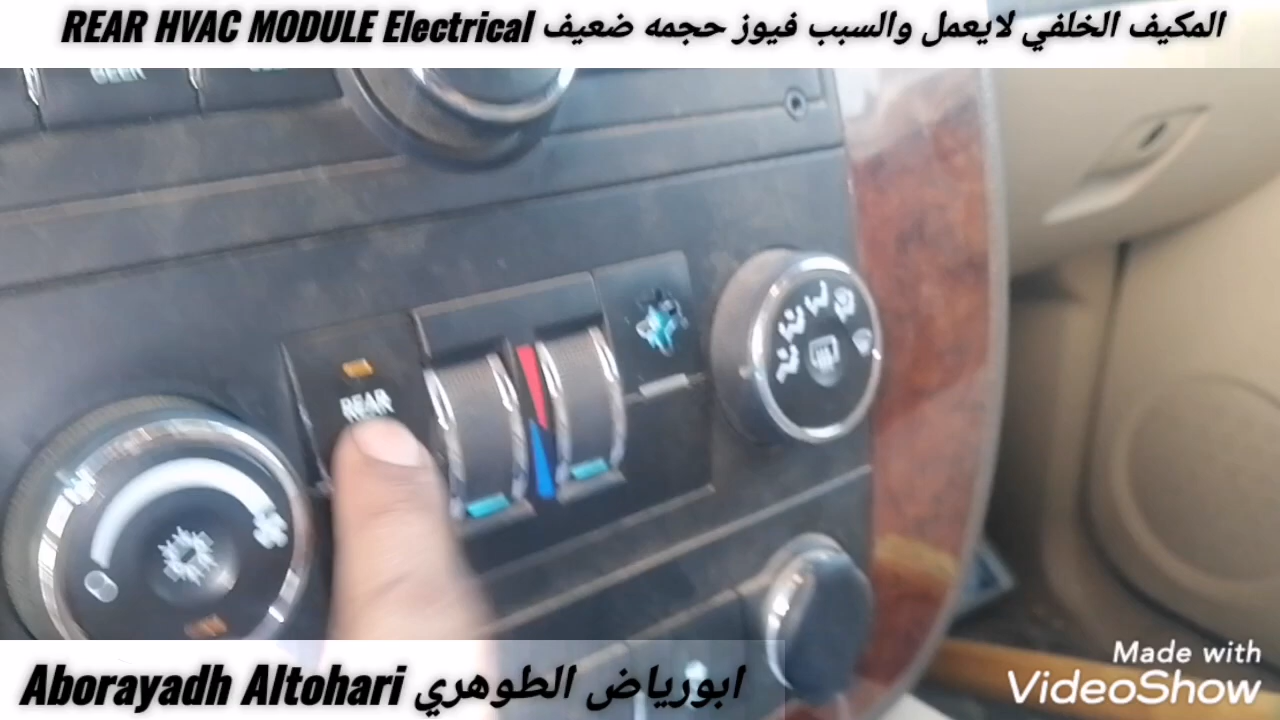 المكيف الخلفي لايعمل والسبب فيوز حجمه ضعيف REAR HVAC MODULE Electrical
REAR
Aborayadh Altohari ابورياض الطوهري
Made with
VideoShow